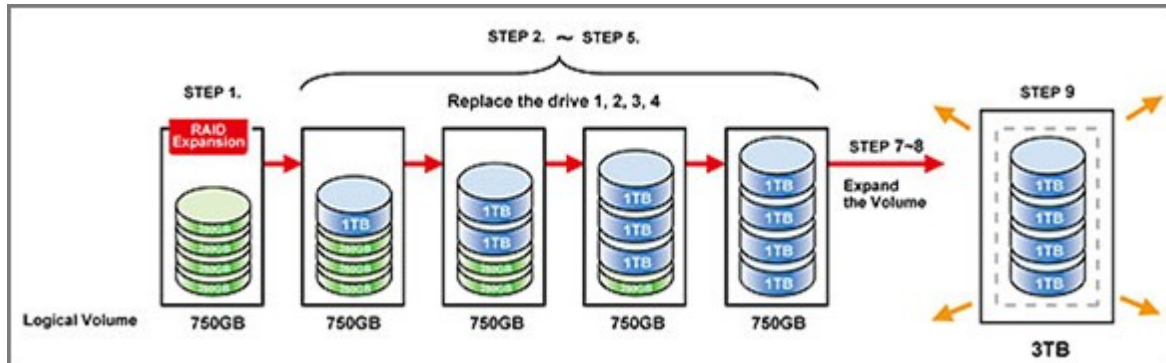 STEP 2. ~ STEP 5.
Replace the drive 1, 2, 3, 4
STEP 1.
RAID
Expansion
1TB
1TB
1TB
1TB
1TB
1TB
1TB
1TB
1TB
1TB
STEP 7~8
Expand
the Volume
STEP 9
1TB
1TB
1TB
1TB
Logical Volume
750GB
750GB
750GB
750GB
750GB
3TB